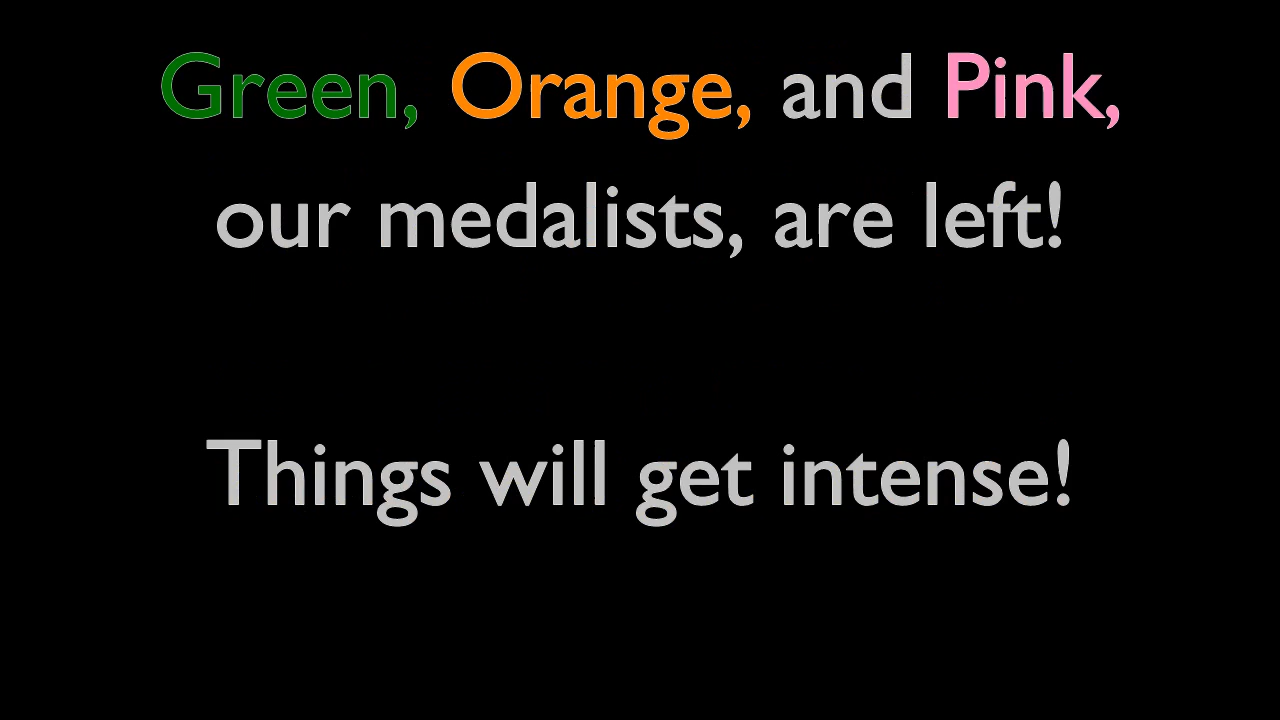 Green, Orange, and Pink,
our medalists, are left!
Things will get intense!